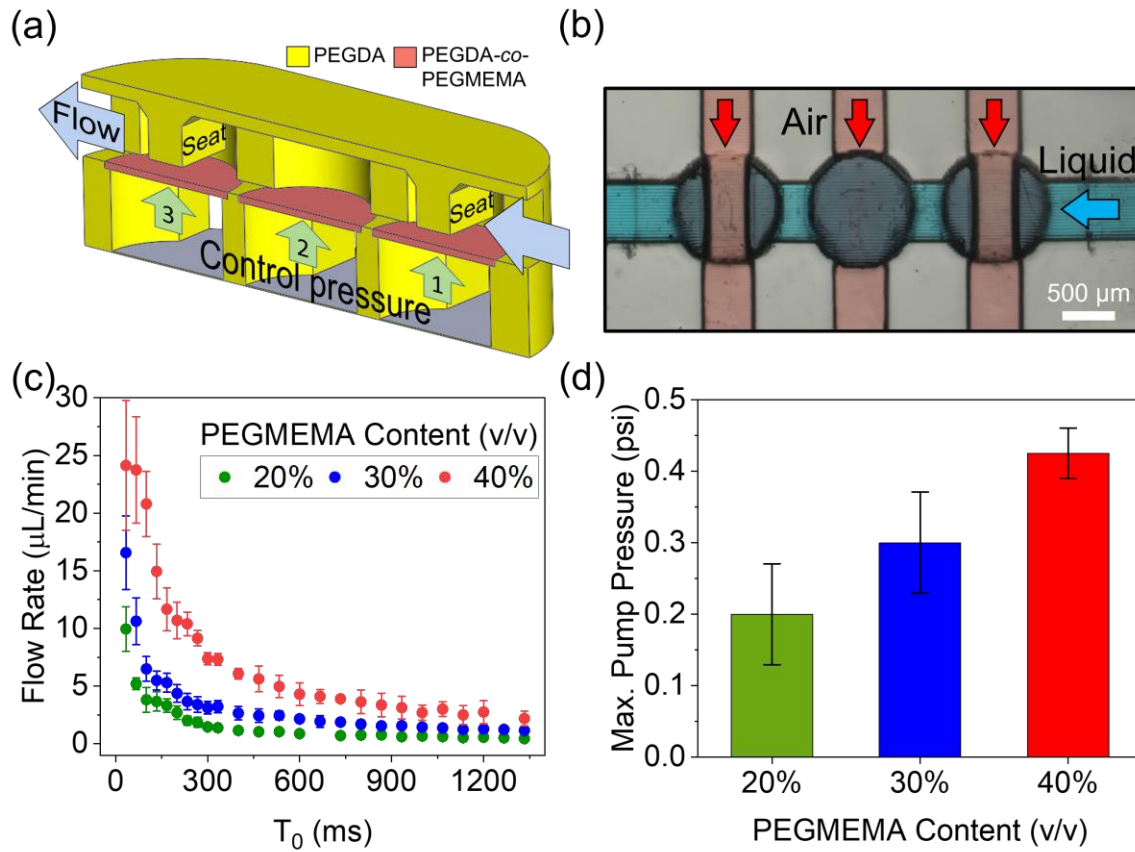 (a)
PEGDA
PEGDA-co-
PEGMEMA
Flow
Seat
Seat
3
2
1
Control pressure
(b)
Air
Liquid
500 μm
(c)
30
25
20
15
10
5
0
Flow Rate (μL/min)
PEGMEMA Content (v/v)
20% 30% 40%
0 300 600 900 1200
T0 (ms)
(d)
0.5
0.4
0.3
0.2
0.1
0.0
Max. Pump Pressure (psi)
20% 30% 40%
PEGMEMA Content (v/v)